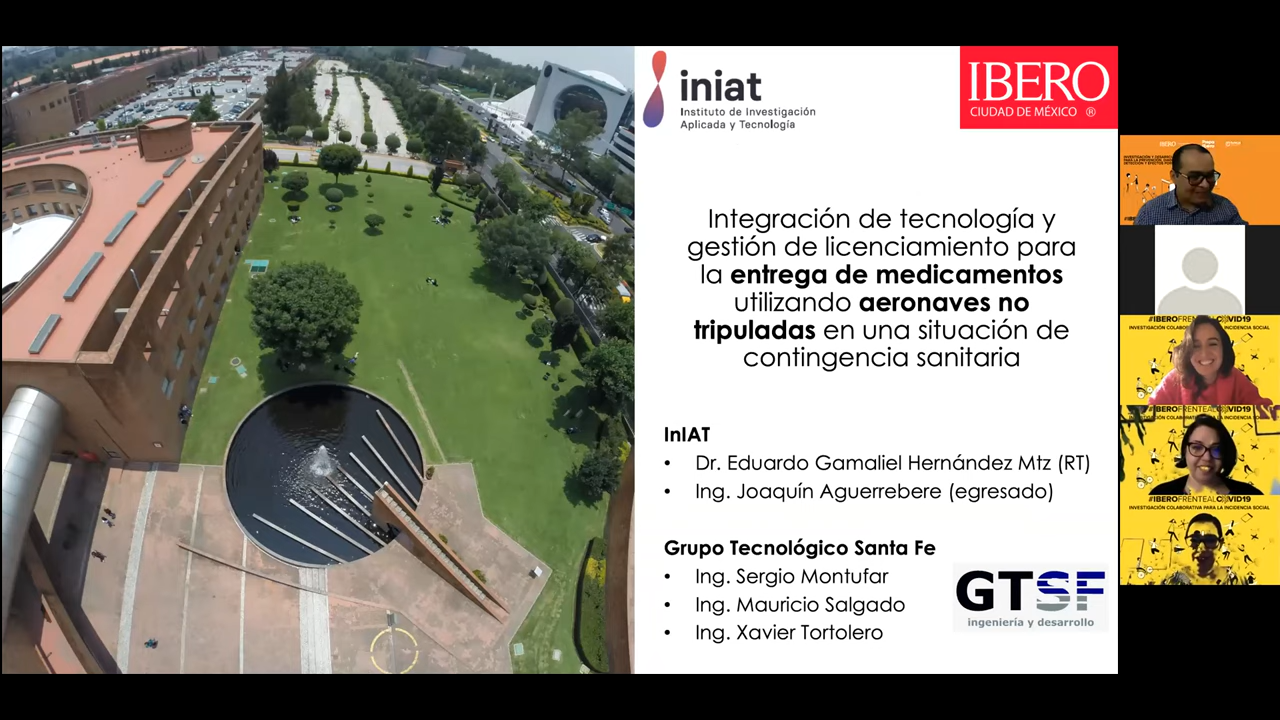 iniat
Instituto de Investigación
Aplicada y Tecnología
IBERO
CIUDAD DE MÉXICO ®
Integración de tecnología y
gestión de licenciamiento para
la entrega de medicamentos
utilizando aeronaves no
tripuladas en una situación de
contingencia sanitaria
InIAT
• Dr. Eduardo Gamaliel Hernández Mtz (RT)
• Ing. Joaquín Aguerrebere (egresado)
Grupo Tecnológico Santa Fe
• Ing. Sergio Montufar
• Ing. Mauricio Salgado
• Ing. Xavier Tortolero
GTSF
ingeniería y desarrollo
IBERO
INVESTIGACIÓN Y
#IBEROFRENTEALCOVID19
INVESTIGACIÓN COLABORATIVA PARA LA INCIDENCIA SOCIAL
#IBEROFRENTEALCOVID19
#IBEROFRENTEALCOVID19
INVESTIGACIÓN COLABORATIVA PARA LA INCIDENCIA SOCIAL